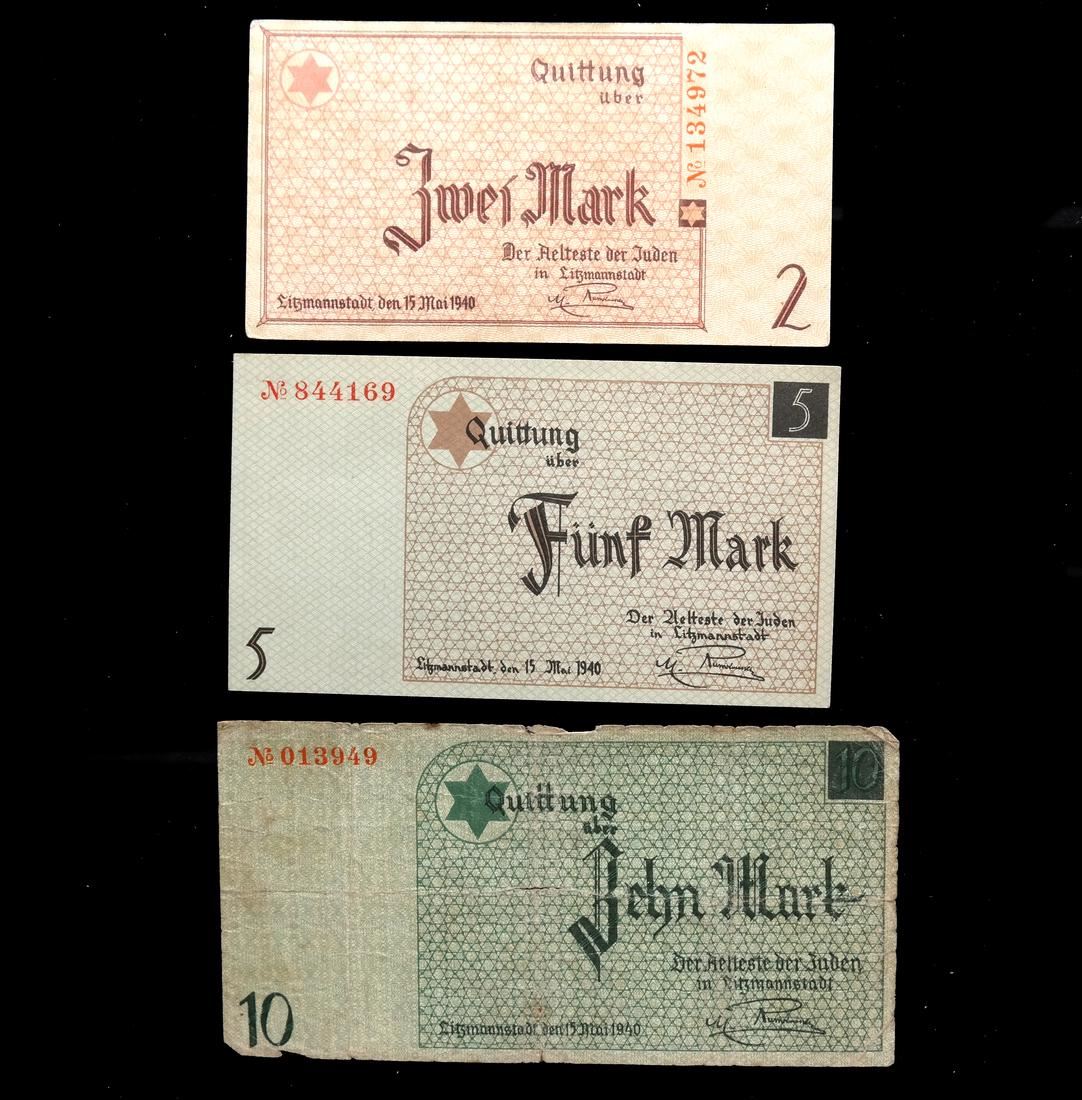 Quittung
über
Zwei Mark
Der Aelteste der Juden
in Litzmannstadt
Litzmannstadt, den 15 Mai 1940
№ 134972
2
№ 844169
5
Quittung
über
Fünf Mark
Der Aelteste der Juden
in Litzmannstadt
Litzmannstadt, den 15 Mai 1940
5
№ 013949
10
Quittung
über
Zehn Mark
Der Aelteste der Juden
in Litzmannstadt
Litzmannstadt, den 15 Mai 1940
10